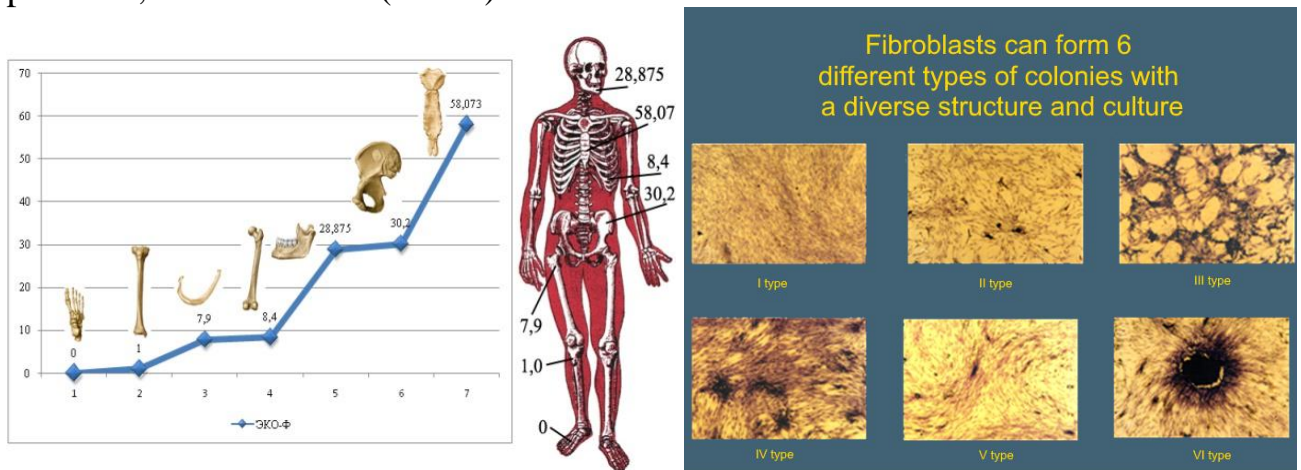 70
60
50
40
30
20
10
0
0
1
7,9
8,4
28,875
30,2
58,073
1 2 3 4 5 6 7
ЭКО-Ф
28,875
58,07
8,4
30,2
7,9
1,0
0
Fibroblasts can form 6
different types of colonies with
a diverse structure and culture
I type
II type
III type
IV type
V type
VI type